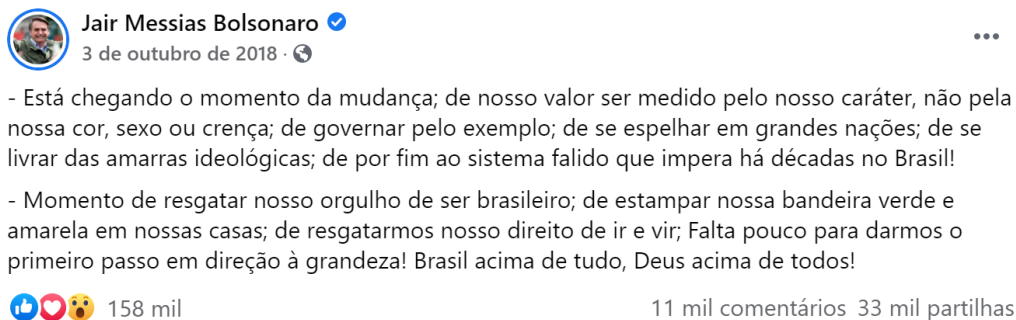 Jair Messias Bolsonaro
3 de outubro de 2018 ·
- Está chegando o momento da mudança; de nosso valor ser medido pelo nosso caráter, não pela
nossa cor, sexo ou crença; de governar pelo exemplo; de se espelhar em grandes nações; de se
livrar das amarras ideológicas; de por fim ao sistema falido que impera há décadas no Brasil!
- Momento de resgatar nosso orgulho de ser brasileiro; de estampar nossa bandeira verde e
amarela em nossas casas; de resgatarmos nosso direito de ir e vir; Falta pouco para darmos o
primeiro passo em direção à grandeza! Brasil acima de tudo, Deus acima de todos!
158 mil 11 mil comentários 33 mil partilhas